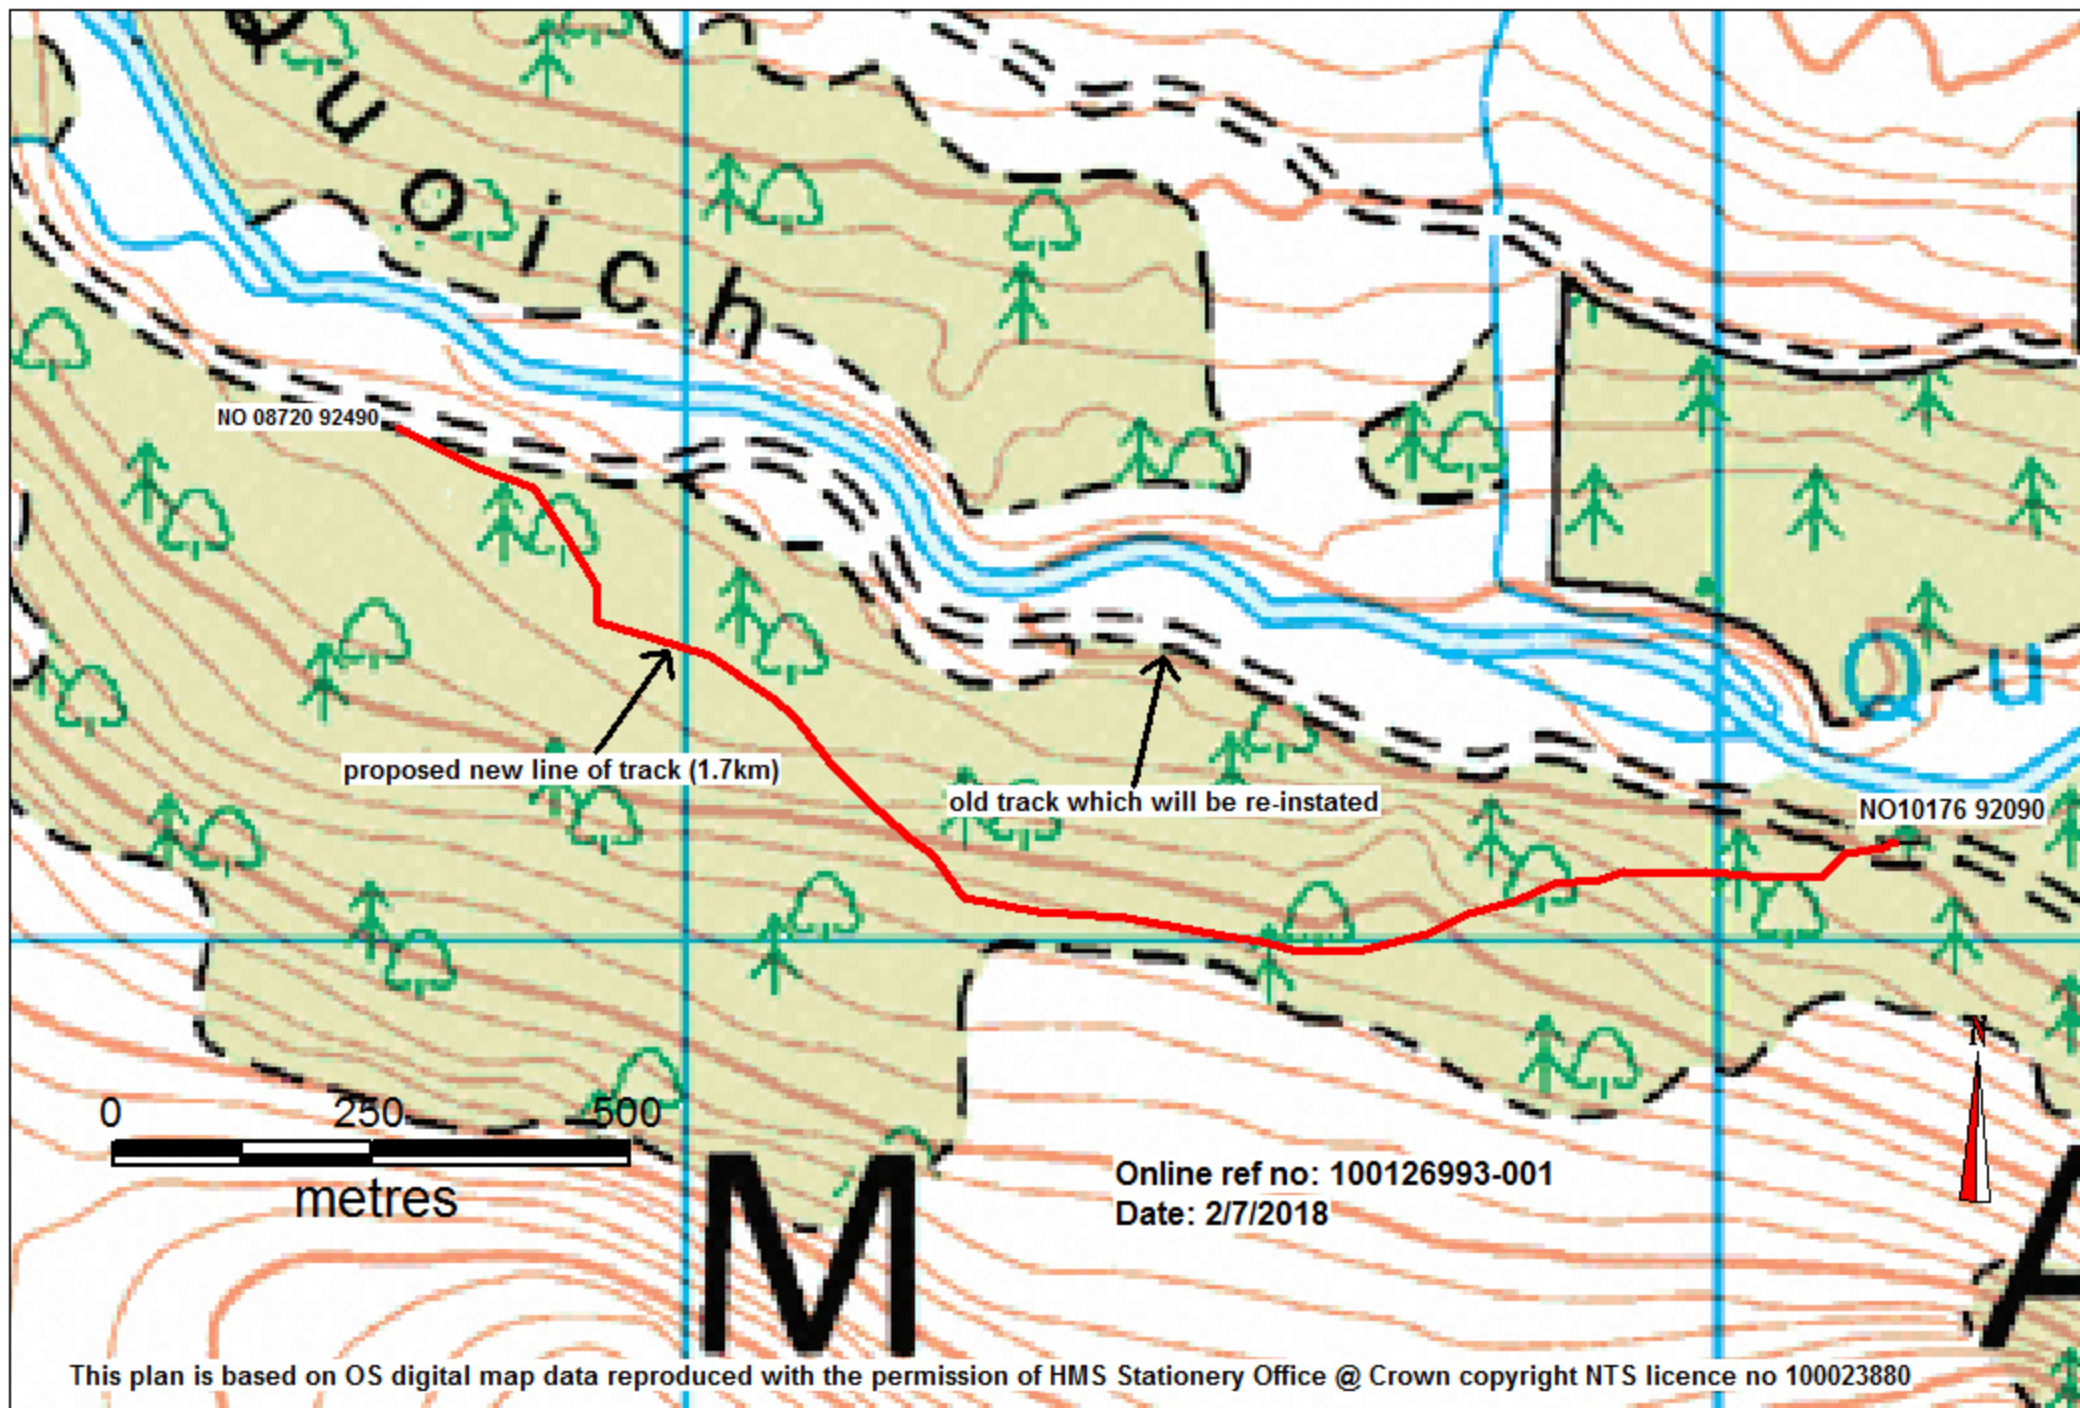 Quoich
NO 08720 92490
Qu
proposed new line of track (1.7km)
old track which will be re-instated
NO10176 92090
N
0 250 500
metres
M
A
Online ref no: 100126993-001
Date: 2/7/2018
This plan is based on OS digital map data reproduced with the permission of HMS Stationery Office @ Crown copyright NTS licence no 100023880